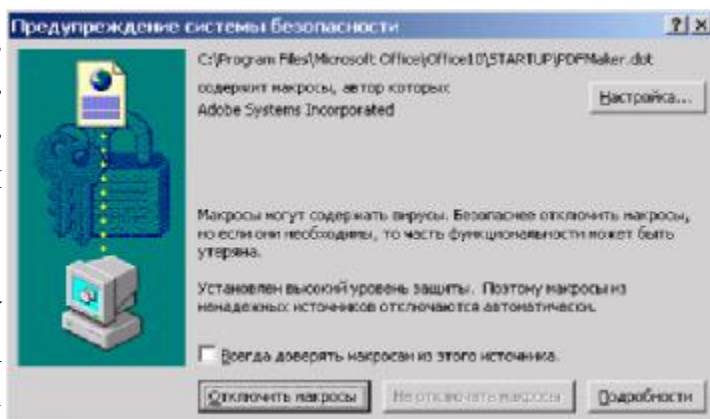 Предупреждение системы безопасности
C:\Program Files\Microsoft Office\Office10\STARTUP\PDFMaker.dot
содержит макросы, автор которых
Adobe Systems Incorporated
Настройка...
Макросы могут содержать вирусы. Безопаснее отключить макросы,
но если они необходимы, то часть функциональности может быть
утеряна.
Установлен высокий уровень защиты. Поэтому макросы из
ненадежных источников отключаются автоматически.
Всегда доверять макросам из этого источника.
Отключить макросы
Не отключать макросы
Подробности